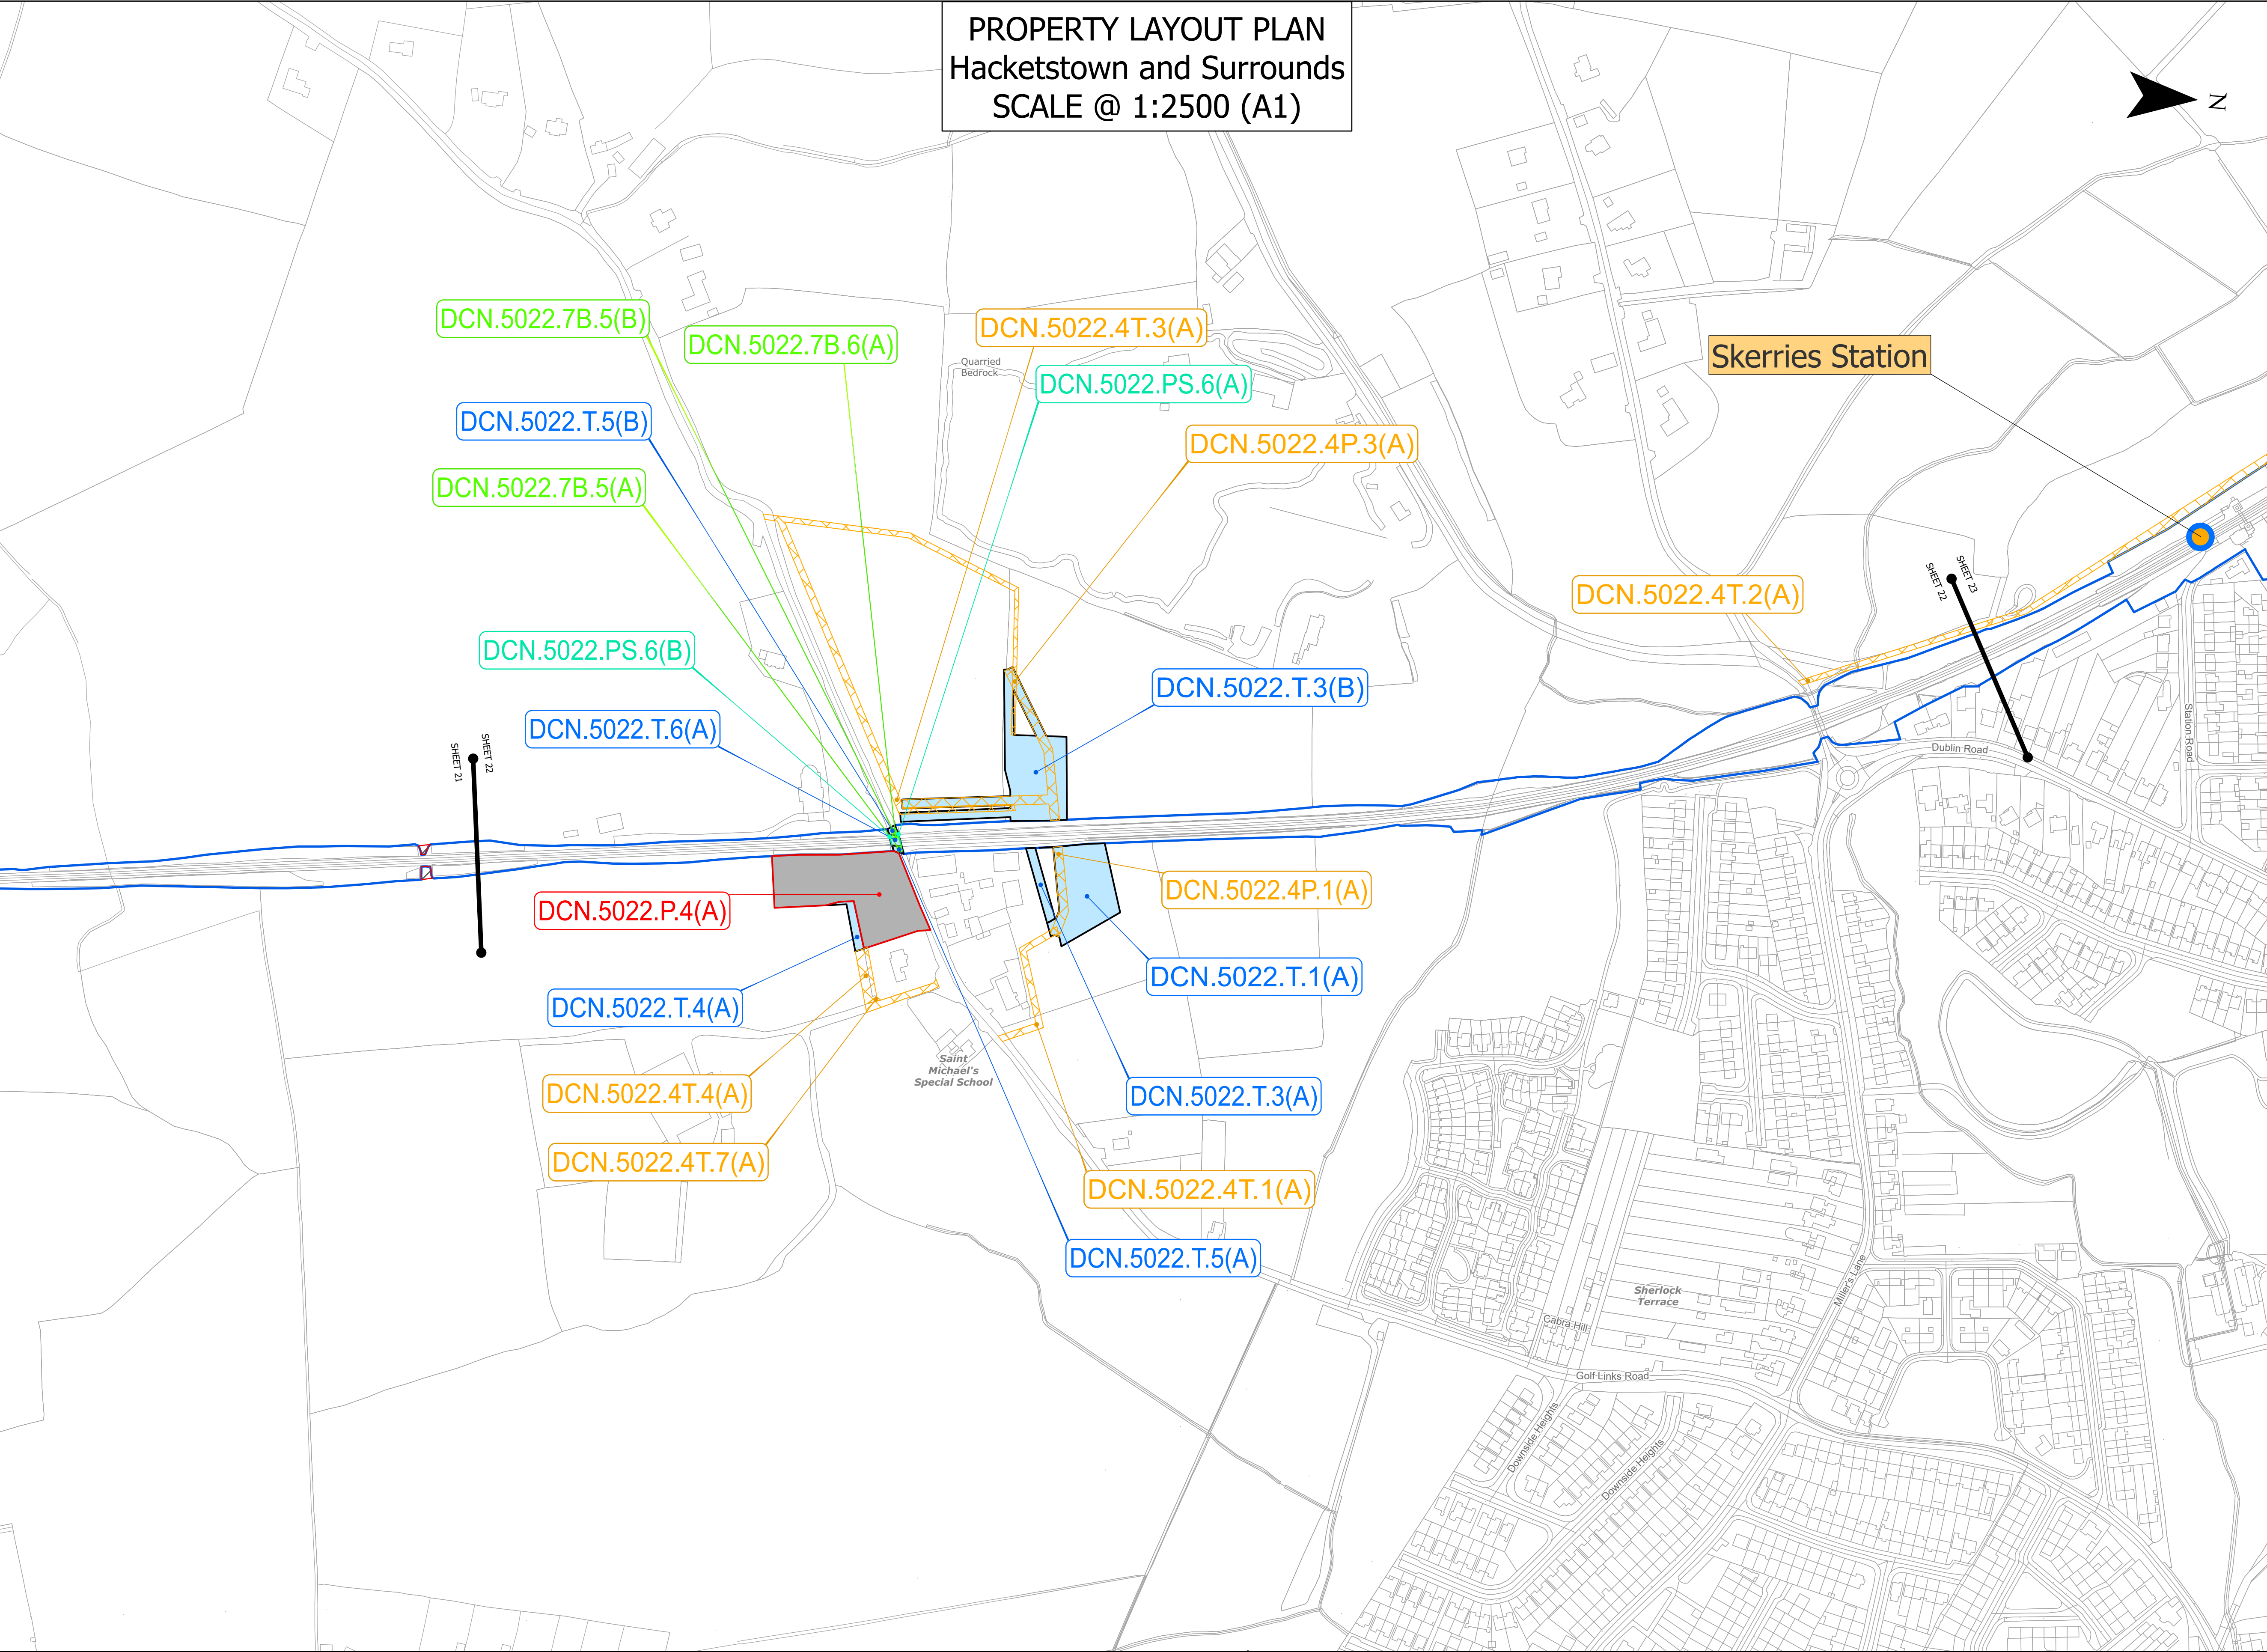 PROPERTY LAYOUT PLAN
Hacketstown and Surrounds
SCALE @ 1:2500 (A1)
N
DCN.5022.7B.5(B)
DCN.5022.7B.6(A)
DCN.5022.4T.3(A)
Quarried
Bedrock
DCN.5022.PS.6(A)
Skerries Station
DCN.5022.T.5(B)
DCN.5022.4P.3(A)
DCN.5022.7B.5(A)
SHEET 23
SHEET 22
DCN.5022.4T.2(A)
DCN.5022.PS.6(B)
DCN.5022.T.3(B)
DCN.5022.T.6(A)
Station Road
Dublin Road
SHEET 22
SHEET 21
DCN.5022.P.4(A)
DCN.5022.4P.1(A)
DCN.5022.T.1(A)
DCN.5022.T.4(A)
Saint
Michael's
Special School
DCN.5022.4T.4(A)
DCN.5022.T.3(A)
DCN.5022.4T.7(A)
DCN.5022.4T.1(A)
DCN.5022.T.5(A)
Miller's Lane
Sherlock
Terrace
Cabra Hill
Golf Links Road
Downside Heights
Downside Heights